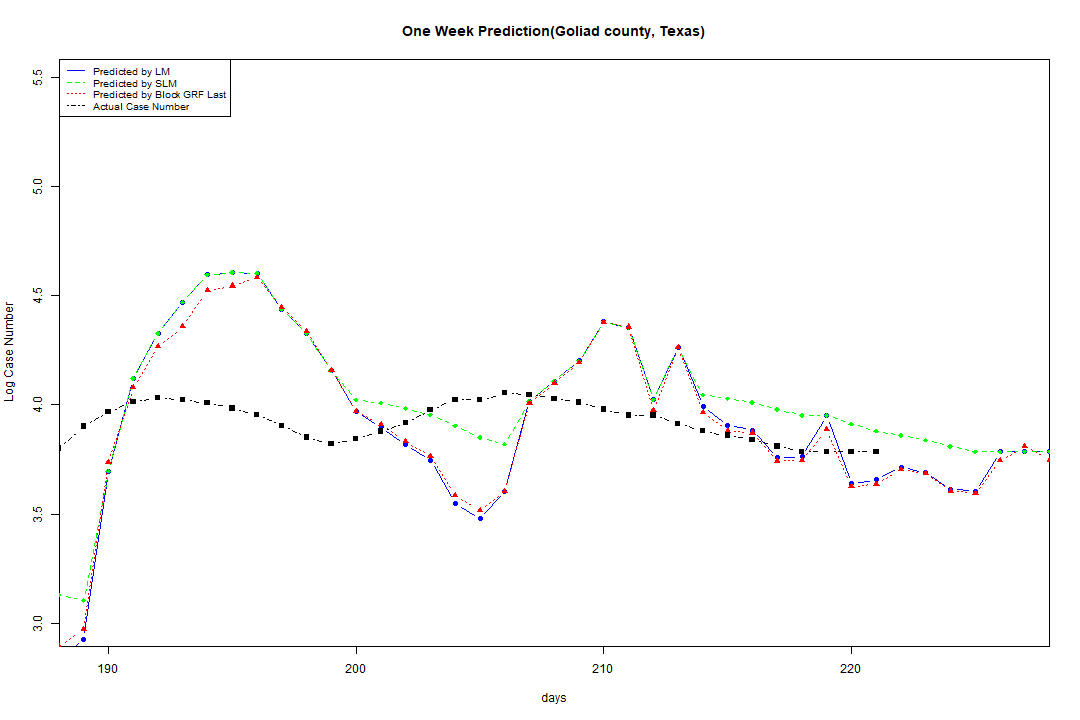 One Week Prediction(Goliad county, Texas)
Predicted by LM
Predicted by SLM
Predicted by Block GRF Last
Actual Case Number
Log Case Number
5.5
5.0
4.5
4.0
3.5
3.0
190 200 210 220
days